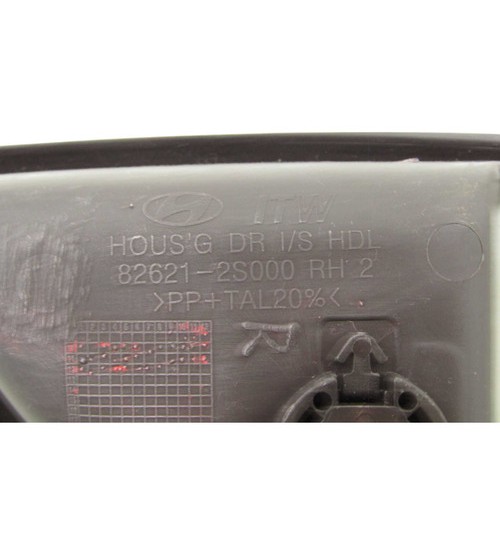 ITW
HOUS'G DR I/S HDL
82621-2S000 RH 2
>PP+TAL20%<
R